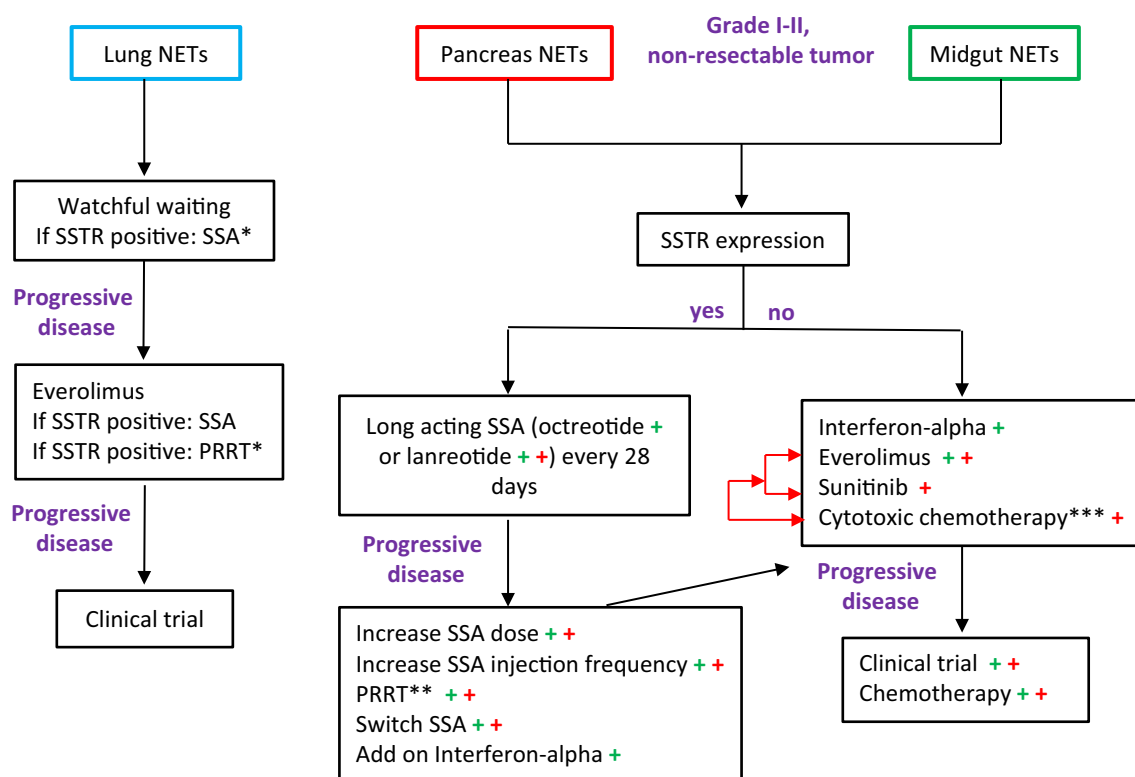 Lung NETs
Pancreas NETs
Grade I-II,
non-resectable tumor
Midgut NETs
Watchful waiting
If SSTR positive: SSA*
SSTR expression
Progressive
disease
yes
no
Everolimus
If SSTR positive: SSA
If SSTR positive: PRRT*
Long acting SSA (octreotide +
or lanreotide + +) every 28
days
Interferon-alpha +
Everolimus + +
Sunitinib +
Cytotoxic chemotherapy*** +
Progressive
disease
Progressive
disease
Progressive
disease
Clinical trial
Increase SSA dose + +
Increase SSA injection frequency + +
PRRT** + +
Switch SSA + +
Add on Interferon-alpha +
Clinical trial + +
Chemotherapy + +